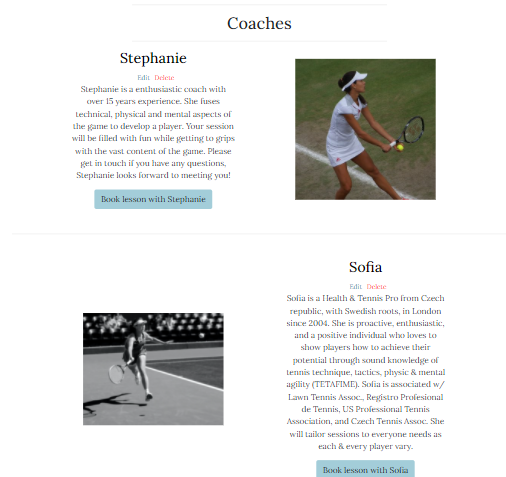 Coaches
Stephanie
Edit Delete
Stephanie is a enthusiastic coach with
over 15 years experience. She fuses
technical, physical and mental aspects of
the game to develop a player. Your session
will be filled with fun while getting to grips
with the vast content of the game. Please
get in touch if you have any questions,
Stephanie looks forward to meeting you!
Book lesson with Stephanie
Sofia
Edit Delete
Sofia is a Health & Tennis Pro from Czech
republic, with Swedish roots, in London
since 2004. She is proactive, enthusiastic,
and a positive individual who loves to
show players how to achieve their
potential through sound knowledge of
tennis technique, tactics, physic & mental
agility (TETAFIME). Sofia is associated w/
Lawn Tennis Assoc., Registro Profesional
de Tennis, US Professional Tennis
Association, and Czech Tennis Assoc. She
will tailor sessions to everyone needs as
each & every player vary.
Book lesson with Sofia